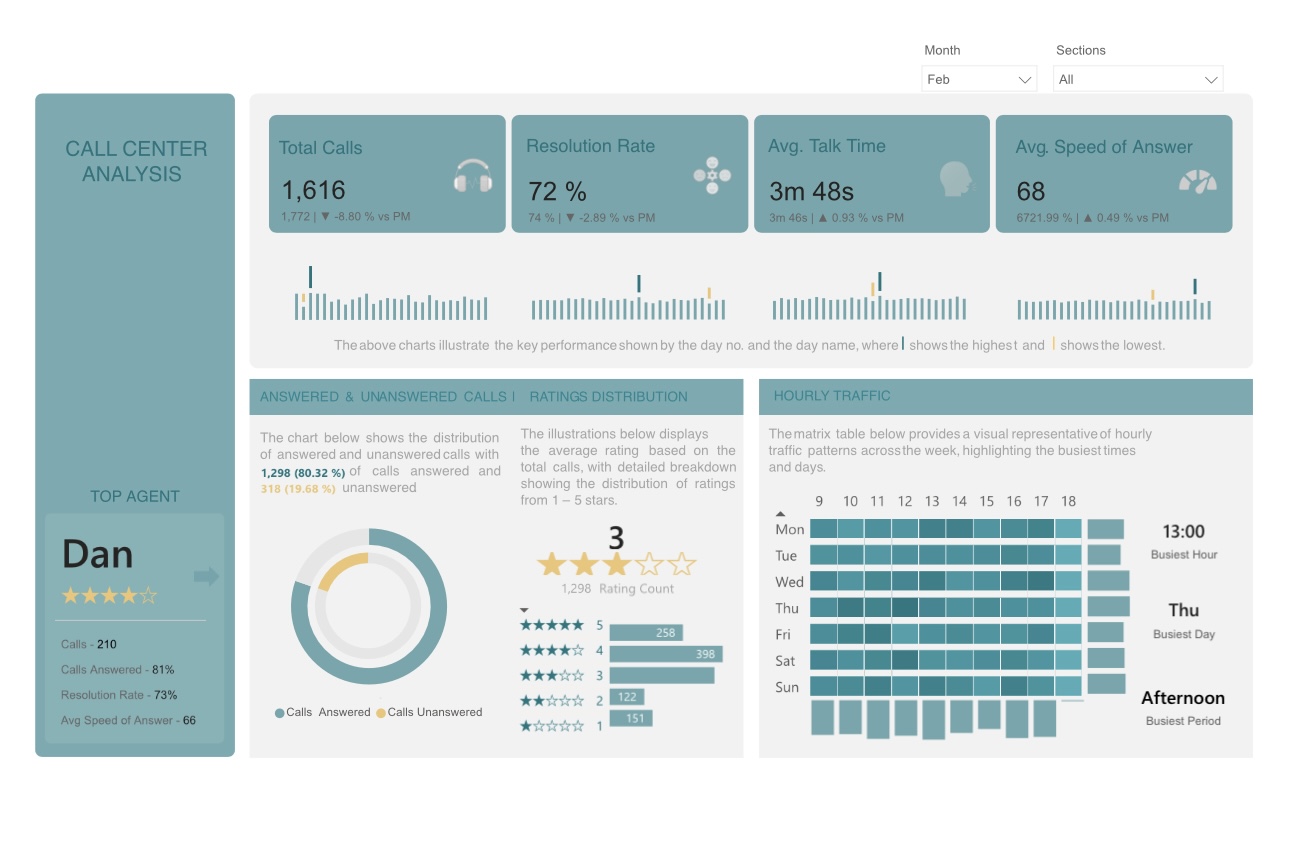 Month
Sections
Feb
All
CALL CENTER
ANALYSIS
Total Calls
1,616
1,772 | ▼ -8.80 % vs PM
Resolution Rate
72 %
74 % | ▼ -2.89 % vs PM
Avg. Talk Time
3m 48s
3m 46s | ▲ 0.93 % vs PM
Avg. Speed of Answer
68
6721.99 % | ▲ 0.49 % vs PM
The above charts illustrate the key performance shown by the day no. and the day name, where shows the highest and shows the lowest.
TOP AGENT
Dan
Calls - 210
Calls Answered - 81%
Resolution Rate - 73%
Avg Speed of Answer - 66
ANSWERED & UNANSWERED CALLS | RATINGS DISTRIBUTION
The chart below shows the distribution
of answered and unanswered calls with
1,298 (80.32 %) of calls answered and
318 (19.68 %) unanswered
Calls Answered
Calls Unanswered
The illustrations below displays
the average rating based on the
total calls, with detailed breakdown
showing the distribution of ratings
from 1 – 5 stars.
3
1,298 Rating Count
★★★★★ 5 258
★★★★☆ 4 398
★★★☆☆ 3
★★☆☆☆ 2 122
★☆☆☆☆ 1 151
HOURLY TRAFFIC
The matrix table below provides a visual representative of hourly
traffic patterns across the week, highlighting the busiest times
and days.
9 10 11 12 13 14 15 16 17 18
Mon
Tue
Wed
Thu
Fri
Sat
Sun
13:00
Busiest Hour
Thu
Busiest Day
Afternoon
Busiest Period